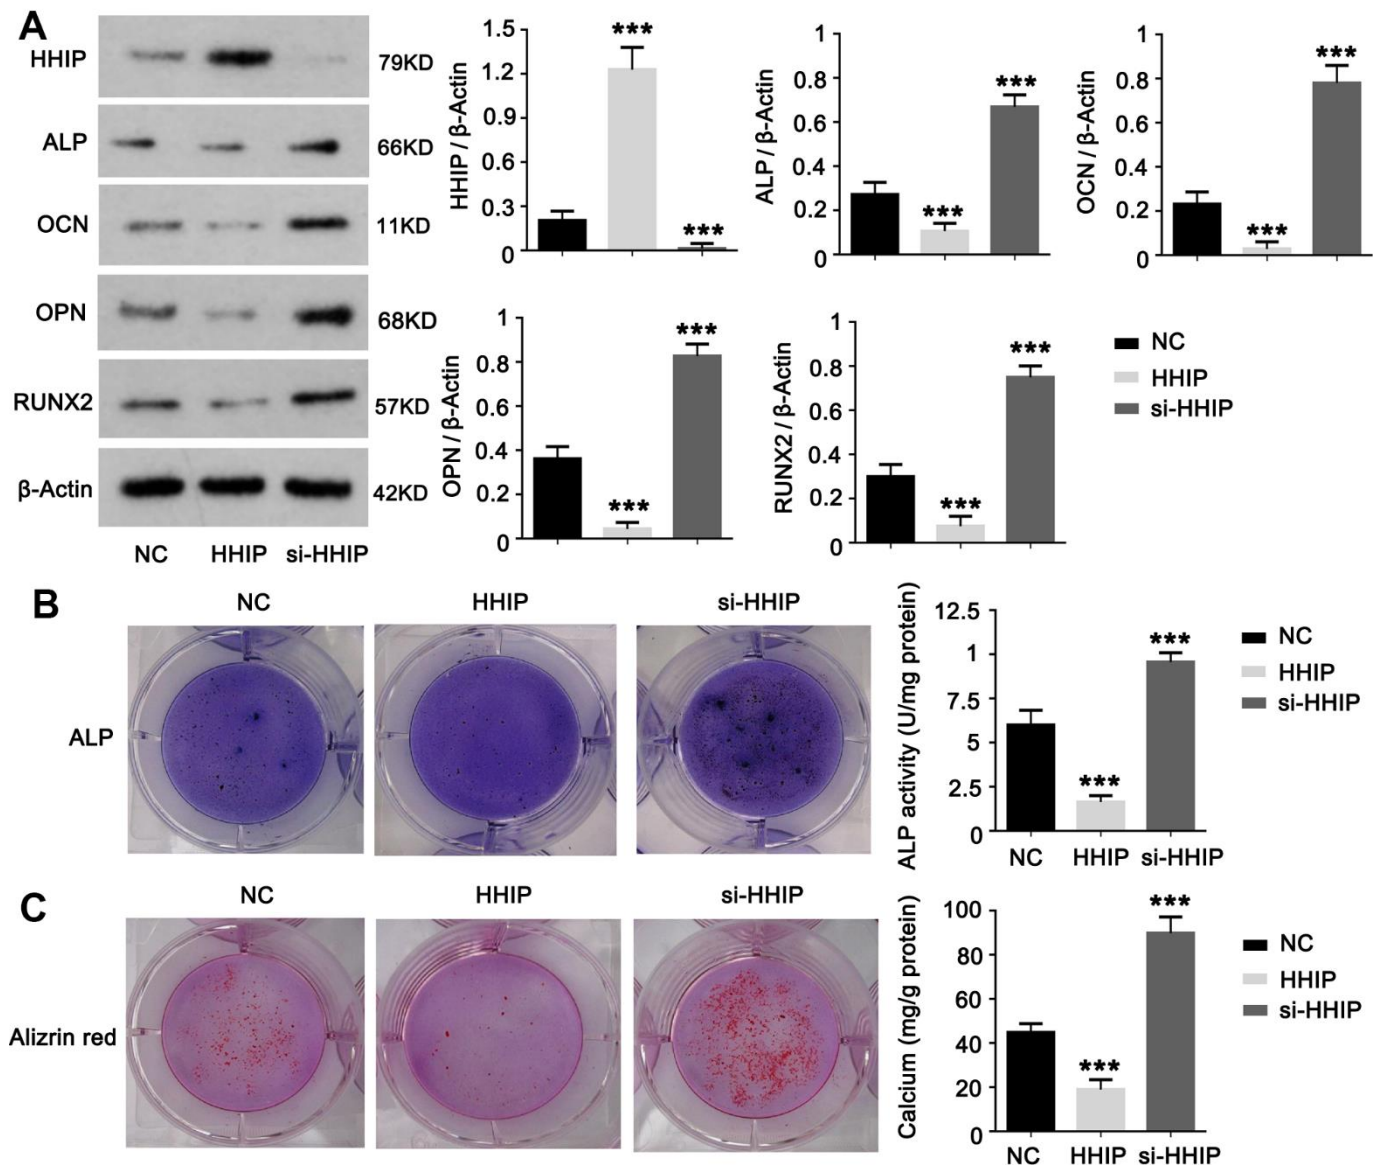 A
HHIP
79KD
ALP
66KD
OCN
11KD
OPN
68KD
RUNX2
57KD
β-Actin
42KD
NC HHIP si-HHIP
HHIP / β-Actin
1.5
1.2
0.9
0.6
0.3
0
***
***
ALP / β-Actin
1
0.8
0.6
0.4
0.2
0
***
***
OCN / β-Actin
1
0.8
0.6
0.4
0.2
0
***
***
OPN / β-Actin
1
0.8
0.6
0.4
0.2
0
***
***
RUNX2 / β-Actin
1
0.8
0.6
0.4
0.2
0
***
***
NC
HHIP
si-HHIP
B
NC HHIP si-HHIP
ALP
ALP activity (U/mg protein)
12.5
1
7.5
5
2.5
0
***
***
NC HHIP si-HHIP
NC
HHIP
si-HHIP
C
NC HHIP si-HHIP
Alizrin red
Calcium (mg/g protein)
100
80
60
40
20
0
***
***
NC HHIP si-HHIP
NC
HHIP
si-HHIP